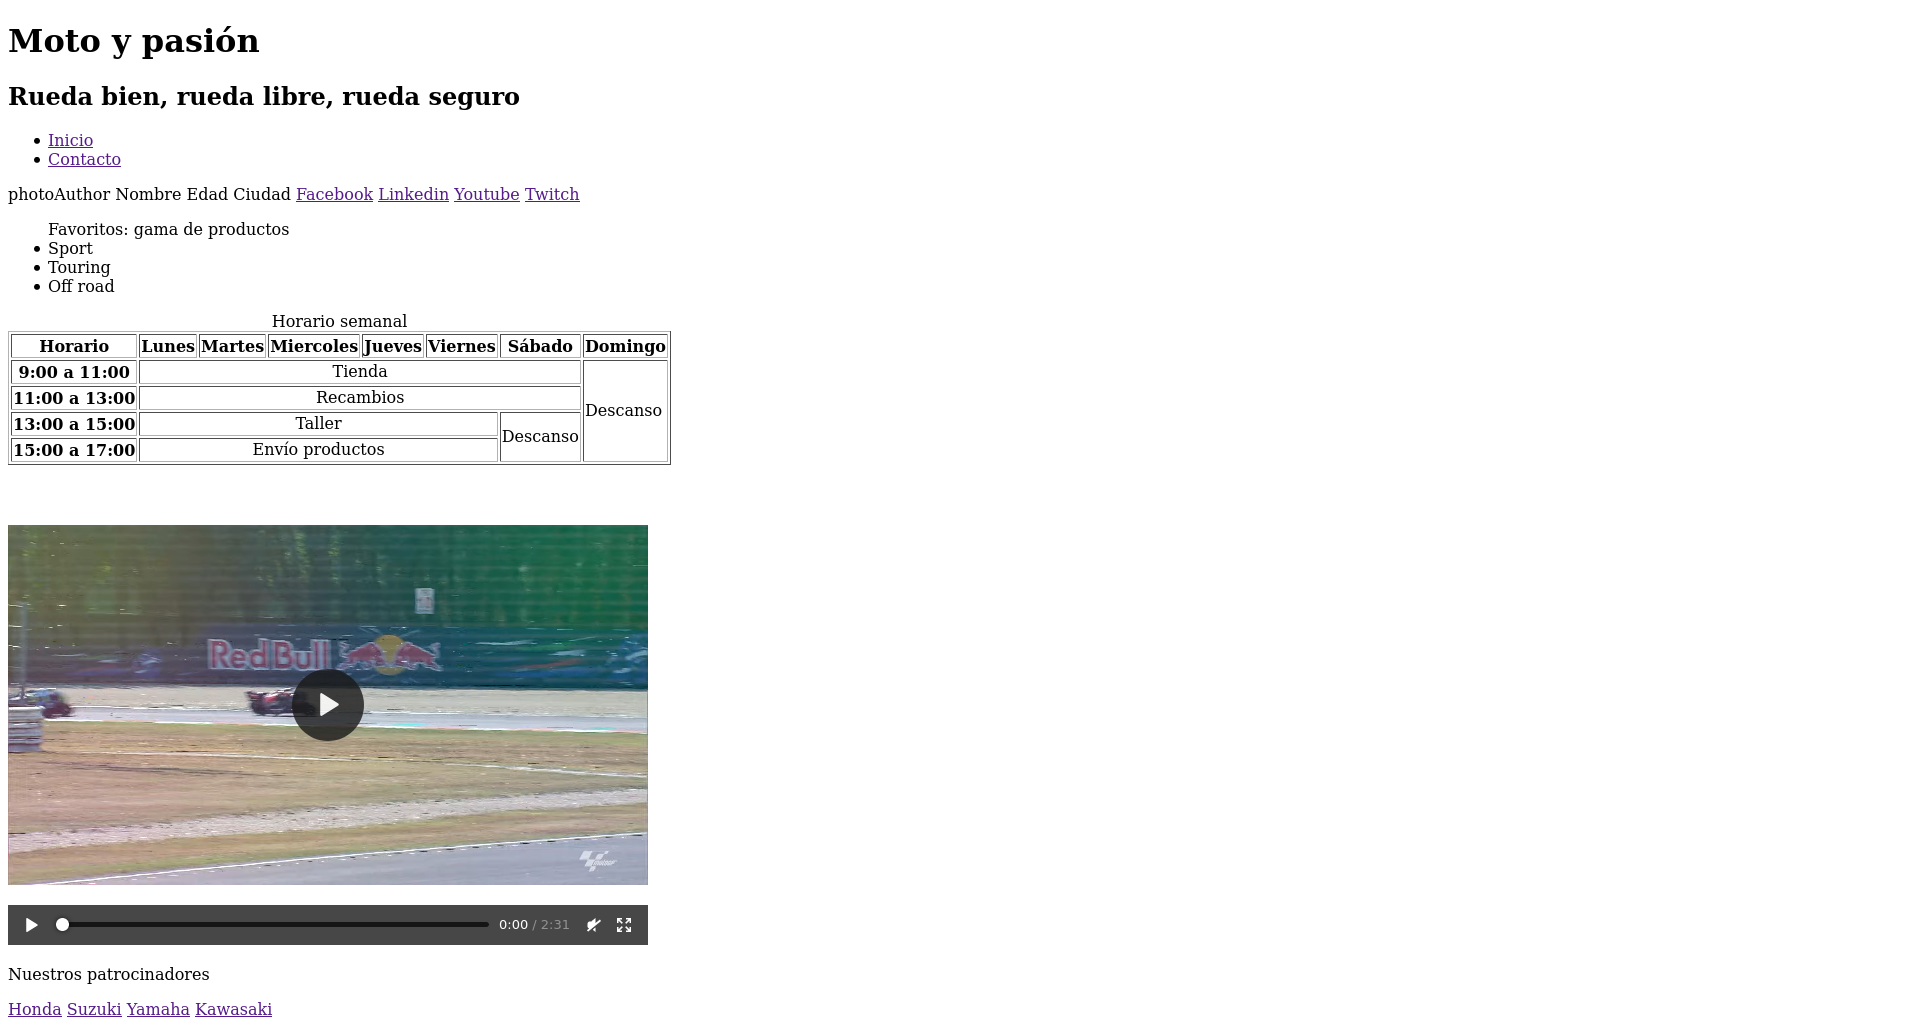 Moto y pasión
Rueda bien, rueda libre, rueda seguro
Inicio
Contacto
photoAuthor Nombre Edad Ciudad Facebook Linkedin Youtube Twitch
Favoritos: gama de productos
Sport
Touring
Off road
Horario semanal
Horario Lunes Martes Miercoles Jueves Viernes Sábado Domingo
9:00 a 11:00 Tienda
11:00 a 13:00 Recambios
Descanso
13:00 a 15:00 Taller
Descanso
15:00 a 17:00 Envío productos
Red Bull
0:00 / 2:31
Nuestros patrocinadores
Honda Suzuki Yamaha Kawasaki